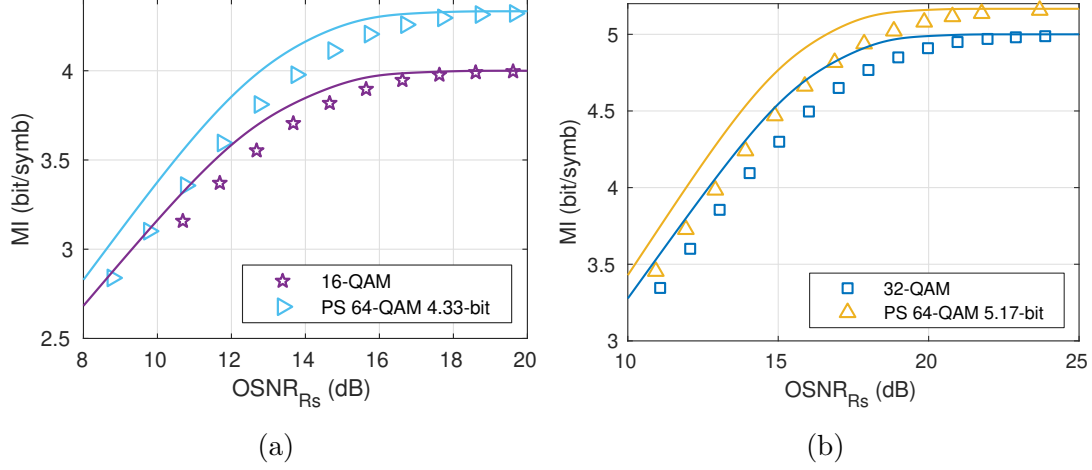 4
3.5
3
2.5
MI (bit/symb)
16-QAM
PS 64-QAM 4.33-bit
8
10
12
14
16
18
20
OSNR_Rs (dB)
(a)
5
4.5
4
3.5
3
MI (bit/symb)
32-QAM
PS 64-QAM 5.17-bit
10
15
20
25
OSNR_Rs (dB)
(b)